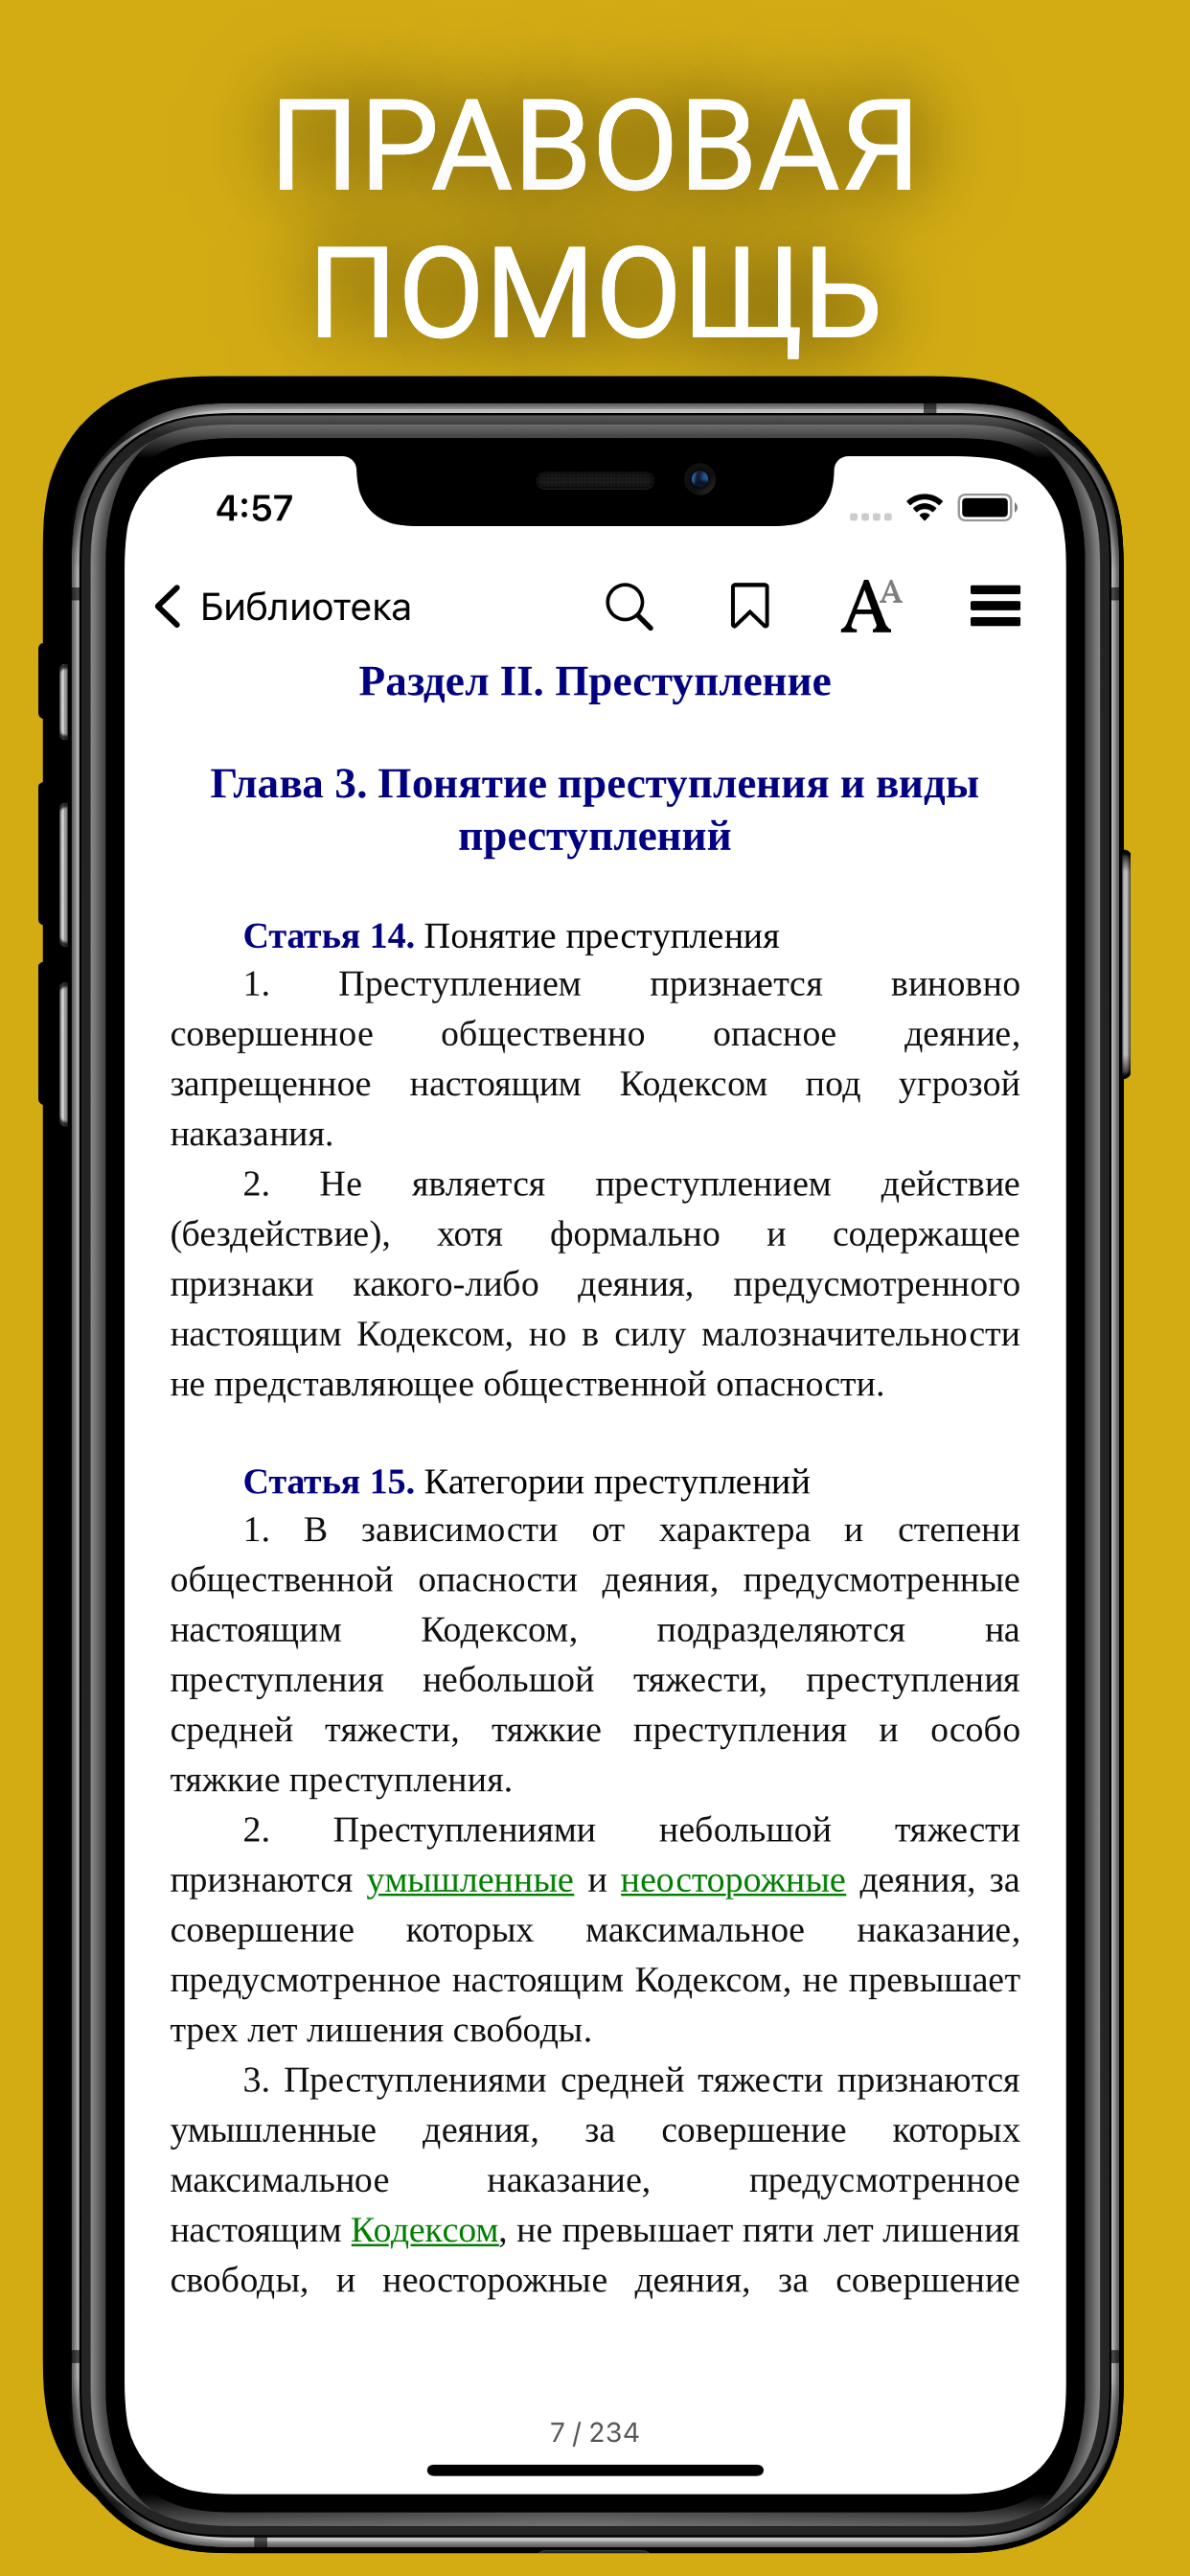 ПРАВОВАЯ
ПОМОЩЬ
4:57
Библиотека
AA
Раздел II. Преступление
Глава 3. Понятие преступления и виды
преступлений
Статья 14. Понятие преступления
1. Преступлением признается виновно
совершенное общественно опасное деяние,
запрещенное настоящим Кодексом под угрозой
наказания.
2. Не является преступлением действие
(бездействие), хотя формально и содержащее
признаки какого-либо деяния, предусмотренного
настоящим Кодексом, но в силу малозначительности
не представляющее общественной опасности.
Статья 15. Категории преступлений
1. В зависимости от характера и степени
общественной опасности деяния, предусмотренные
настоящим Кодексом, подразделяются на
преступления небольшой тяжести, преступления
средней тяжести, тяжкие преступления и особо
тяжкие преступления.
2. Преступлениями небольшой тяжести
признаются умышленные и неосторожные деяния, за
совершение которых максимальное наказание,
предусмотренное настоящим Кодексом, не превышает
трех лет лишения свободы.
3. Преступлениями средней тяжести признаются
умышленные деяния, за совершение которых
максимальное наказание, предусмотренное
настоящим Кодексом, не превышает пяти лет лишения
свободы, и неосторожные деяния, за совершение
7 / 234